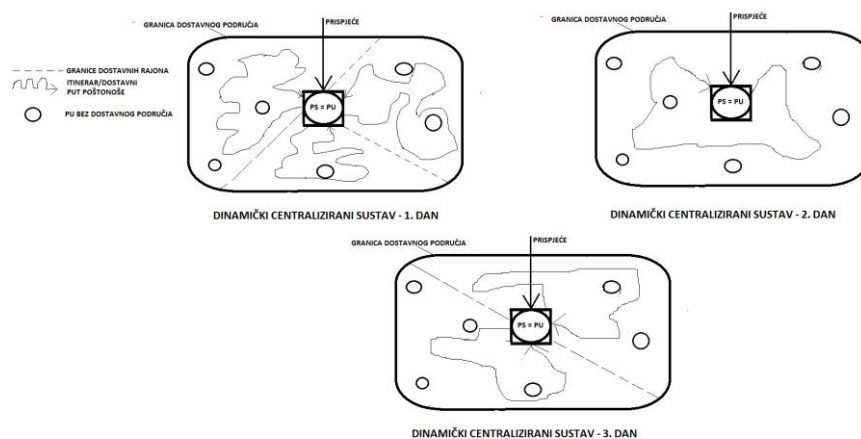 GRANICA DOSTAVNOG PODRUČJA
PRISPJEĆE
GRANICE DOSTAVNIH RAJONA
ITINERAR/DOSTAVNI
PUT POŠTONOŠE
PU BEZ DOSTAVNOG PODRUČJA
PS = PU
DINAMIČKI CENTRALIZIRANI SUSTAV - 1. DAN
GRANICA DOSTAVNOG PODRUČJA
PRISPJEĆE
PS = PU
DINAMIČKI CENTRALIZIRANI SUSTAV - 2. DAN
GRANICA DOSTAVNOG PODRUČJA
PRISPJEĆE
PS = PU
DINAMIČKI CENTRALIZIRANI SUSTAV - 3. DAN